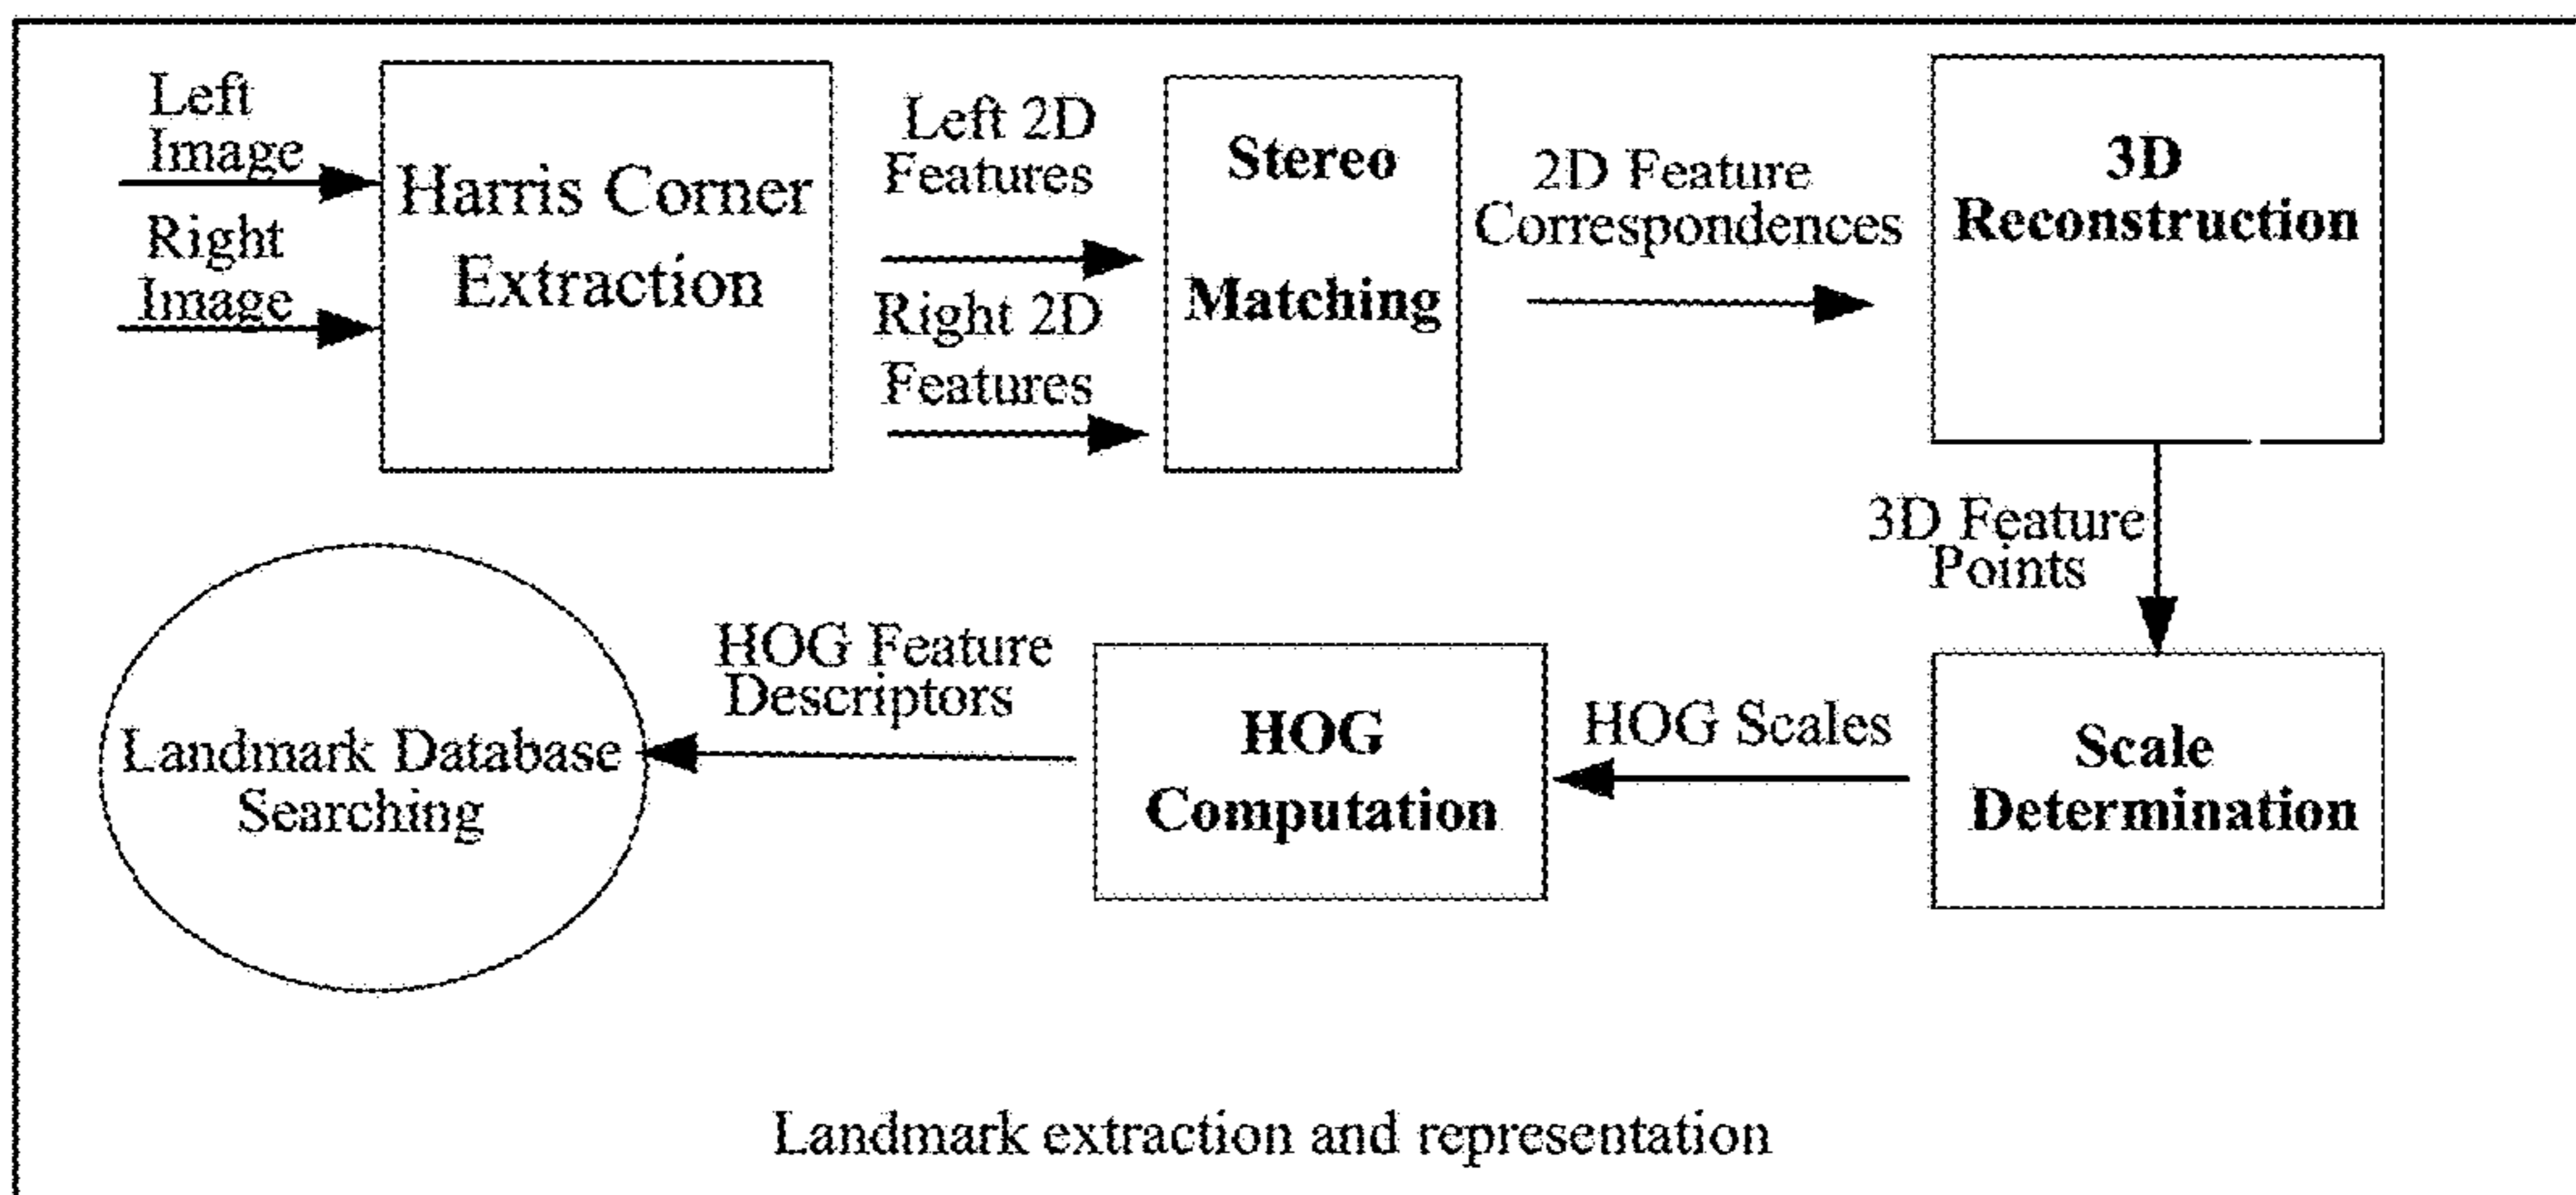 Left
Image
Right
Image
Harris Corner
Extraction
Left 2D
Features
Right 2D
Features
Stereo
Matching
2D Feature
Correspondences
3D
Reconstruction
3D Feature
Points
Scale
Determination
HOG Scales
HOG
Computation
HOG Feature
Descriptors
Landmark Database
Searching
Landmark extraction and representation